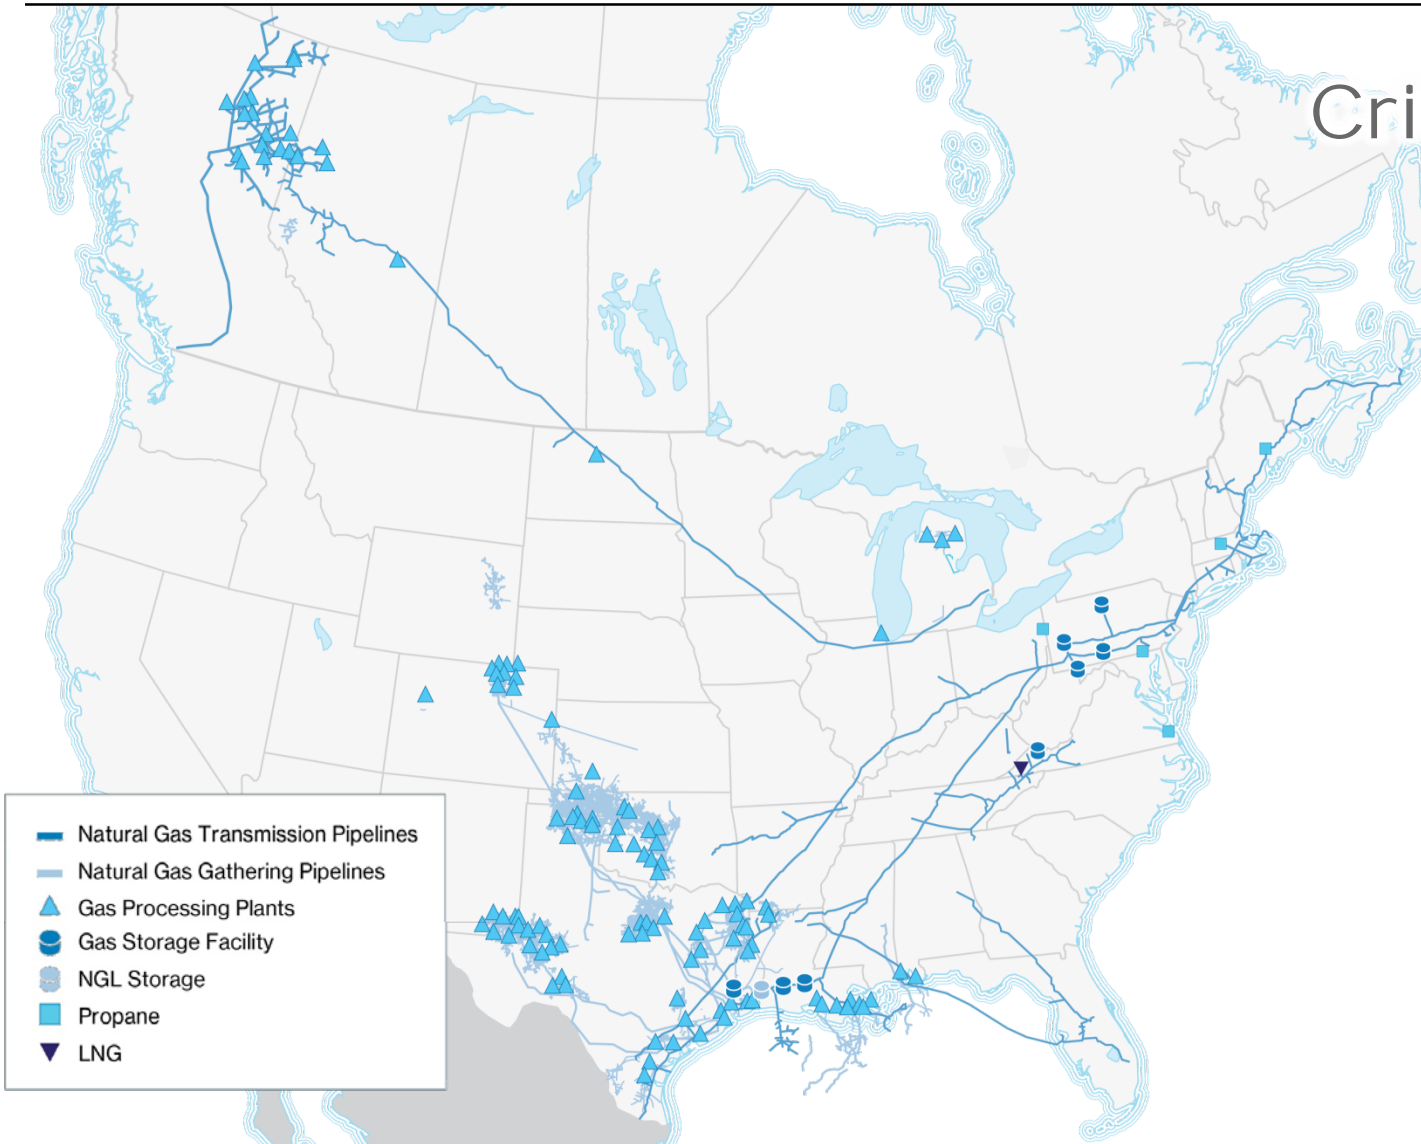 Cri
Natural Gas Transmission Pipelines
Natural Gas Gathering Pipelines
Gas Processing Plants
Gas Storage Facility
NGL Storage
Propane
LNG